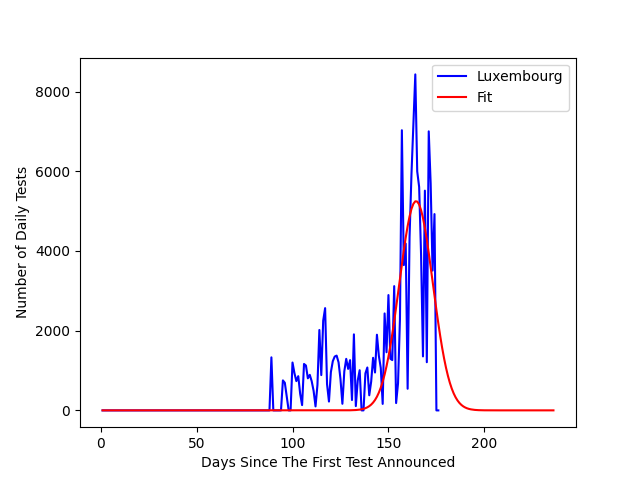 Luxembourg
Fit
8000
6000
4000
2000
0
Number of Daily Tests
0 50 100 150 200
Days Since The First Test Announced